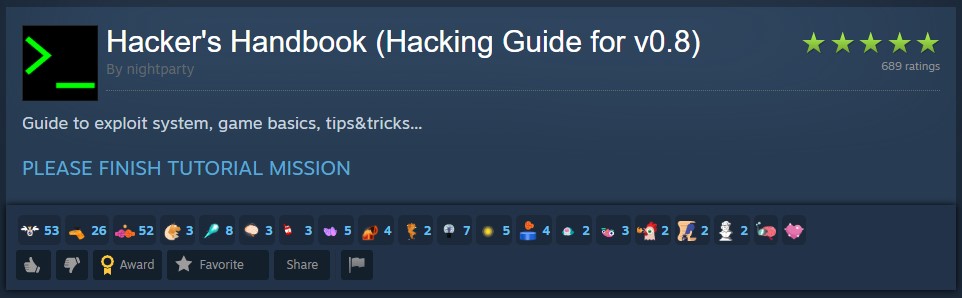 >_
Hacker's Handbook (Hacking Guide for v0.8)
By nightparty
689 ratings
Guide to exploit system, game basics, tips&tricks...
PLEASE FINISH TUTORIAL MISSION
53 26 52 3 8 3 3 5 4 2 7 5 4 2 3 2 2 2
Award Favorite Share